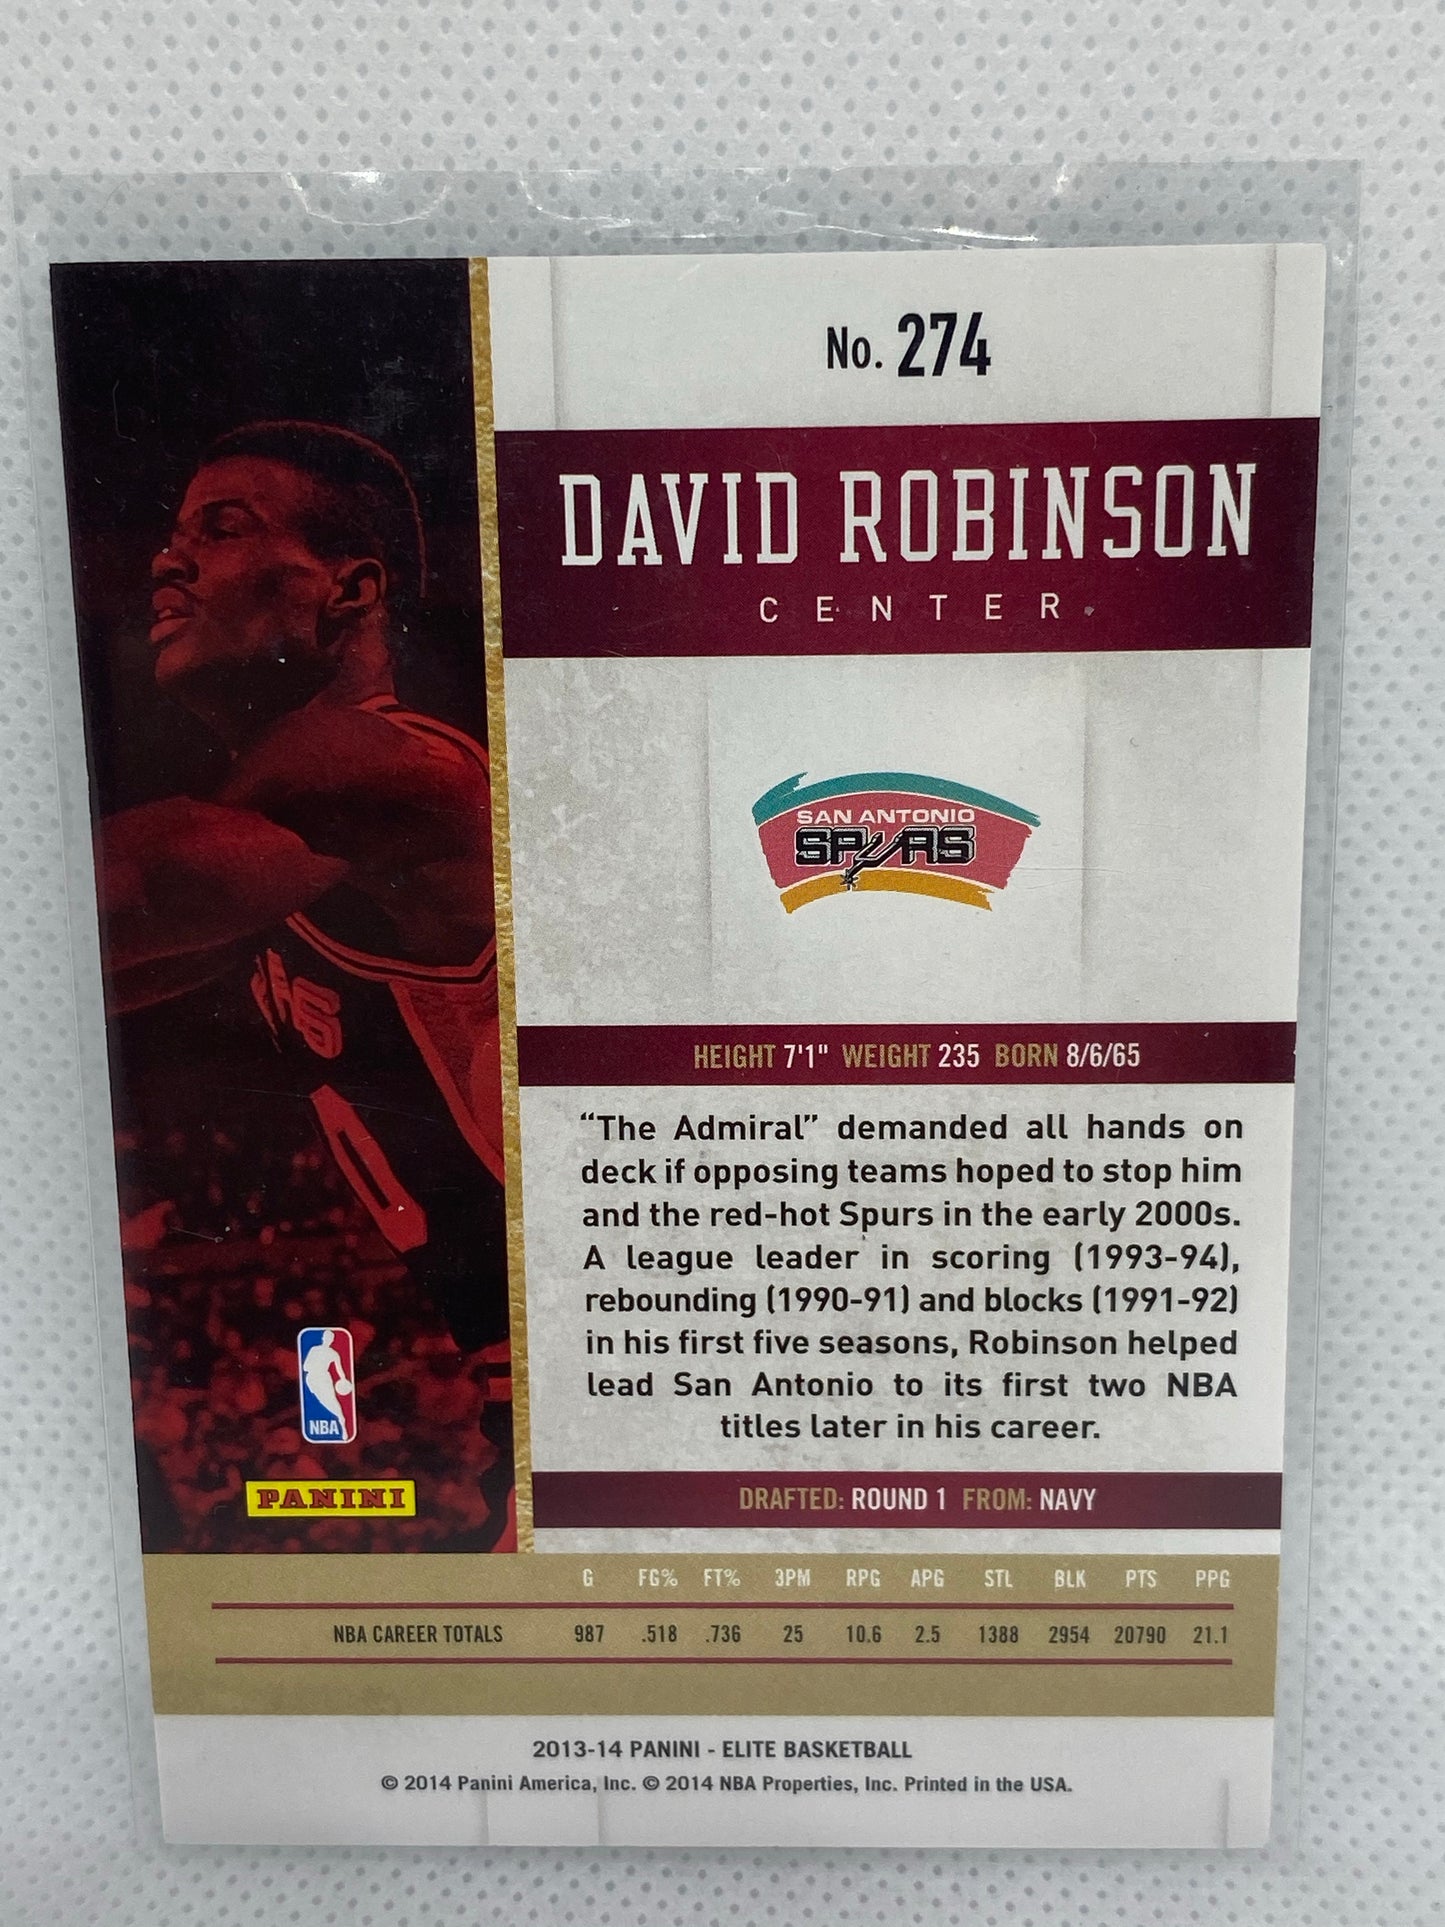 No. 274
DAVID ROBINSON
CENTER
SAN ANTONIO
SPURS
HEIGHT 7'1" WEIGHT 235 BORN 8/6/65
“The Admiral” demanded all hands on
deck if opposing teams hoped to stop him
and the red-hot Spurs in the early 2000s.
A league leader in scoring (1993-94),
rebounding (1990-91) and blocks (1991-92)
in his first five seasons, Robinson helped
lead San Antonio to its first two NBA
titles later in his career.
DRAFTED: ROUND 1 FROM: NAVY
NBA
PANINI
G FG% FT% 3PM RPG APG STL BLK PTS PPG
NBA CAREER TOTALS 987 .518 .736 25 10.6 2.5 1388 2954 20790 21.1
2013-14 PANINI - ELITE BASKETBALL
© 2014 Panini America, Inc. © 2014 NBA Properties, Inc. Printed in the USA.